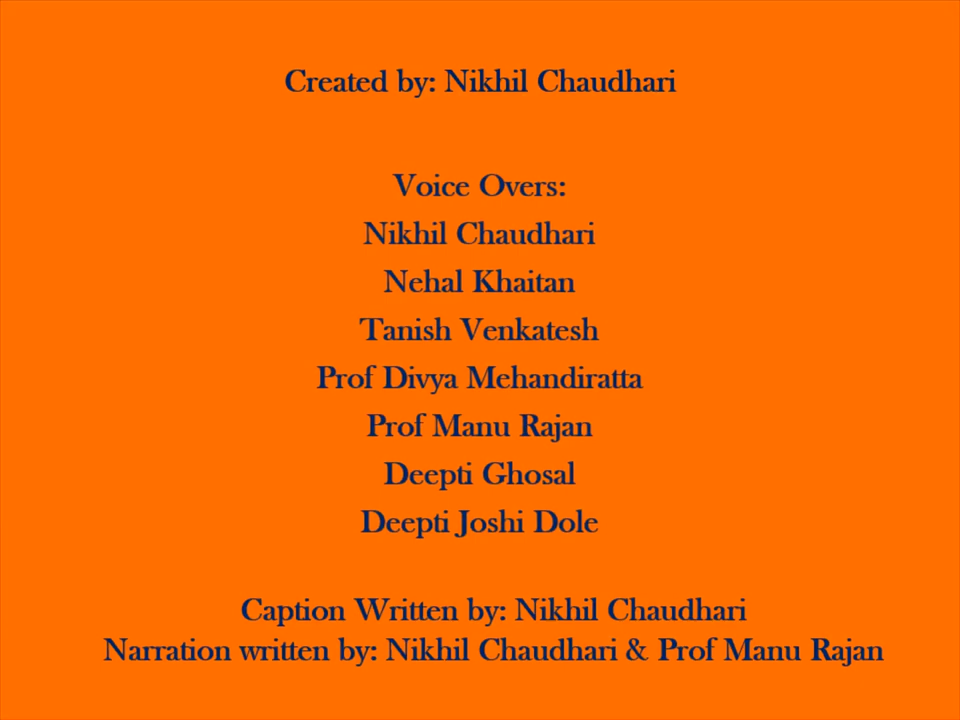 Created by: Nikhil Chaudhari
Voice Overs:
Nikhil Chaudhari
Nehal Khaitan
Tanish Venkatesh
Prof Divya Mehandiratta
Prof Manu Rajan
Deepti Ghosal
Deepti Joshi Dole
Caption Written by: Nikhil Chaudhari
Narration written by: Nikhil Chaudhari & Prof Manu Rajan